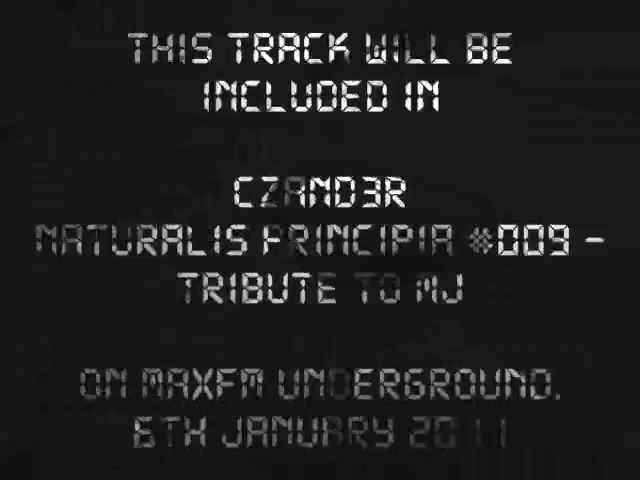 THIS TRACK WILL BE
INCLUDED IN
CZAND3R
NATURALIS PRINCIPIA #009 -
TRIBUTE TO MJ
ON MAXFM UNDERGROUND,
6TH JANUARY 2011